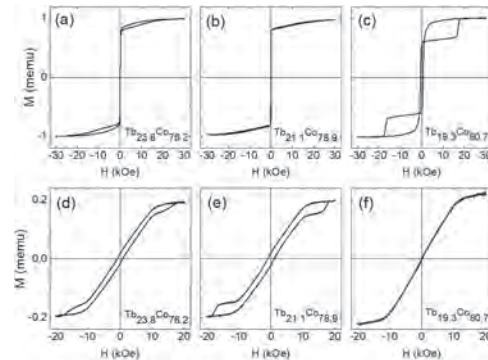 (a) (b) (c)
1
0
-1
M (memu)
Tb23.8Co76.2 Tb21.1Co78.9 Tb19.3Co80.7
-30 -20 -10 0 10 20 30 -30 -20 -10 0 10 20 30 -30 -20 -10 0 10 20 30
H (kOe) H (kOe) H (kOe)
(d) (e) (f)
0.2
0.0
-0.2
M (memu)
Tb23.8Co76.2 Tb21.1Co78.9 Tb19.3Co80.7
-20 -10 0 10 20 -20 -10 0 10 20 -20 -10 0 10 20
H (kOe) H (kOe) H (kOe)